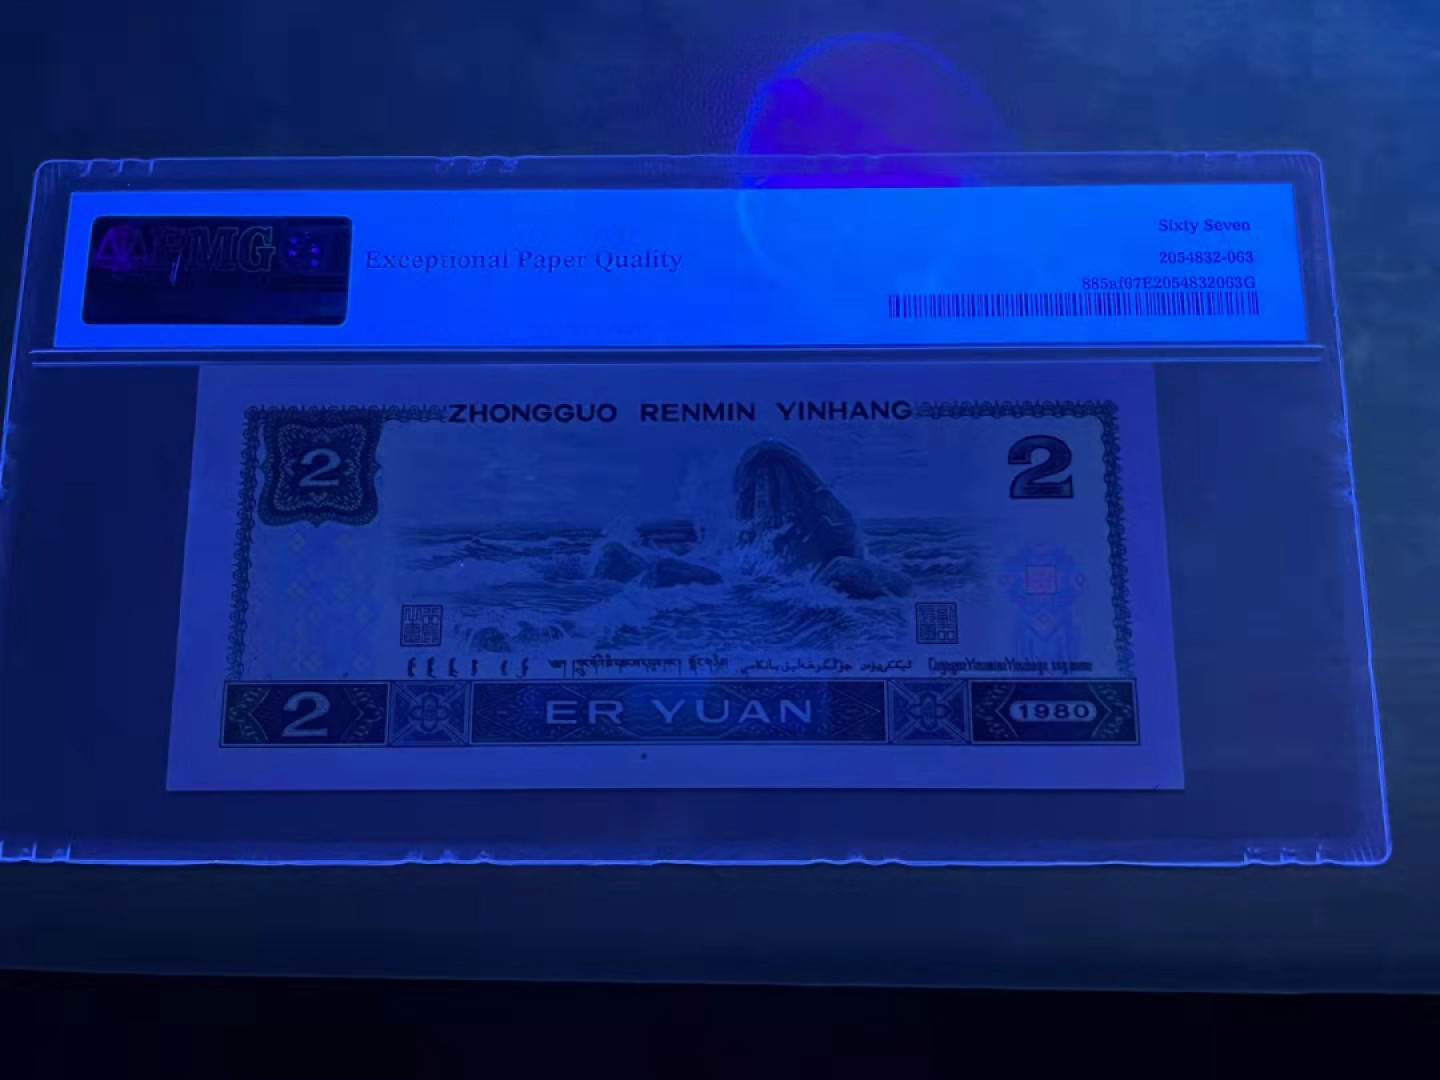 PMG
Exceptional Paper Quality
Sixty Seven
2054832-063
885af67E2054832063G
ZHONGGUO RENMIN YINHANG
2
2
2
ER YUAN
1980